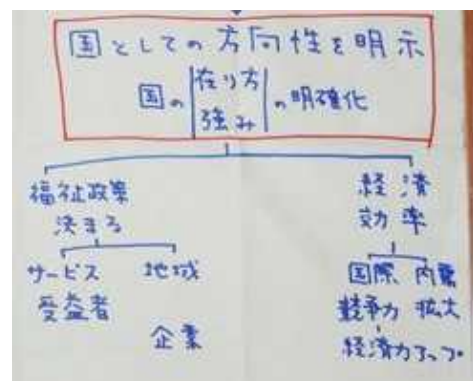 国としての方向性を明示
国の 在り方 強み の明確化
福祉政策
決まる
サービス
受益者
地域
企業
経済
効率
国際
競争力
内需
拡大
経済力アップ